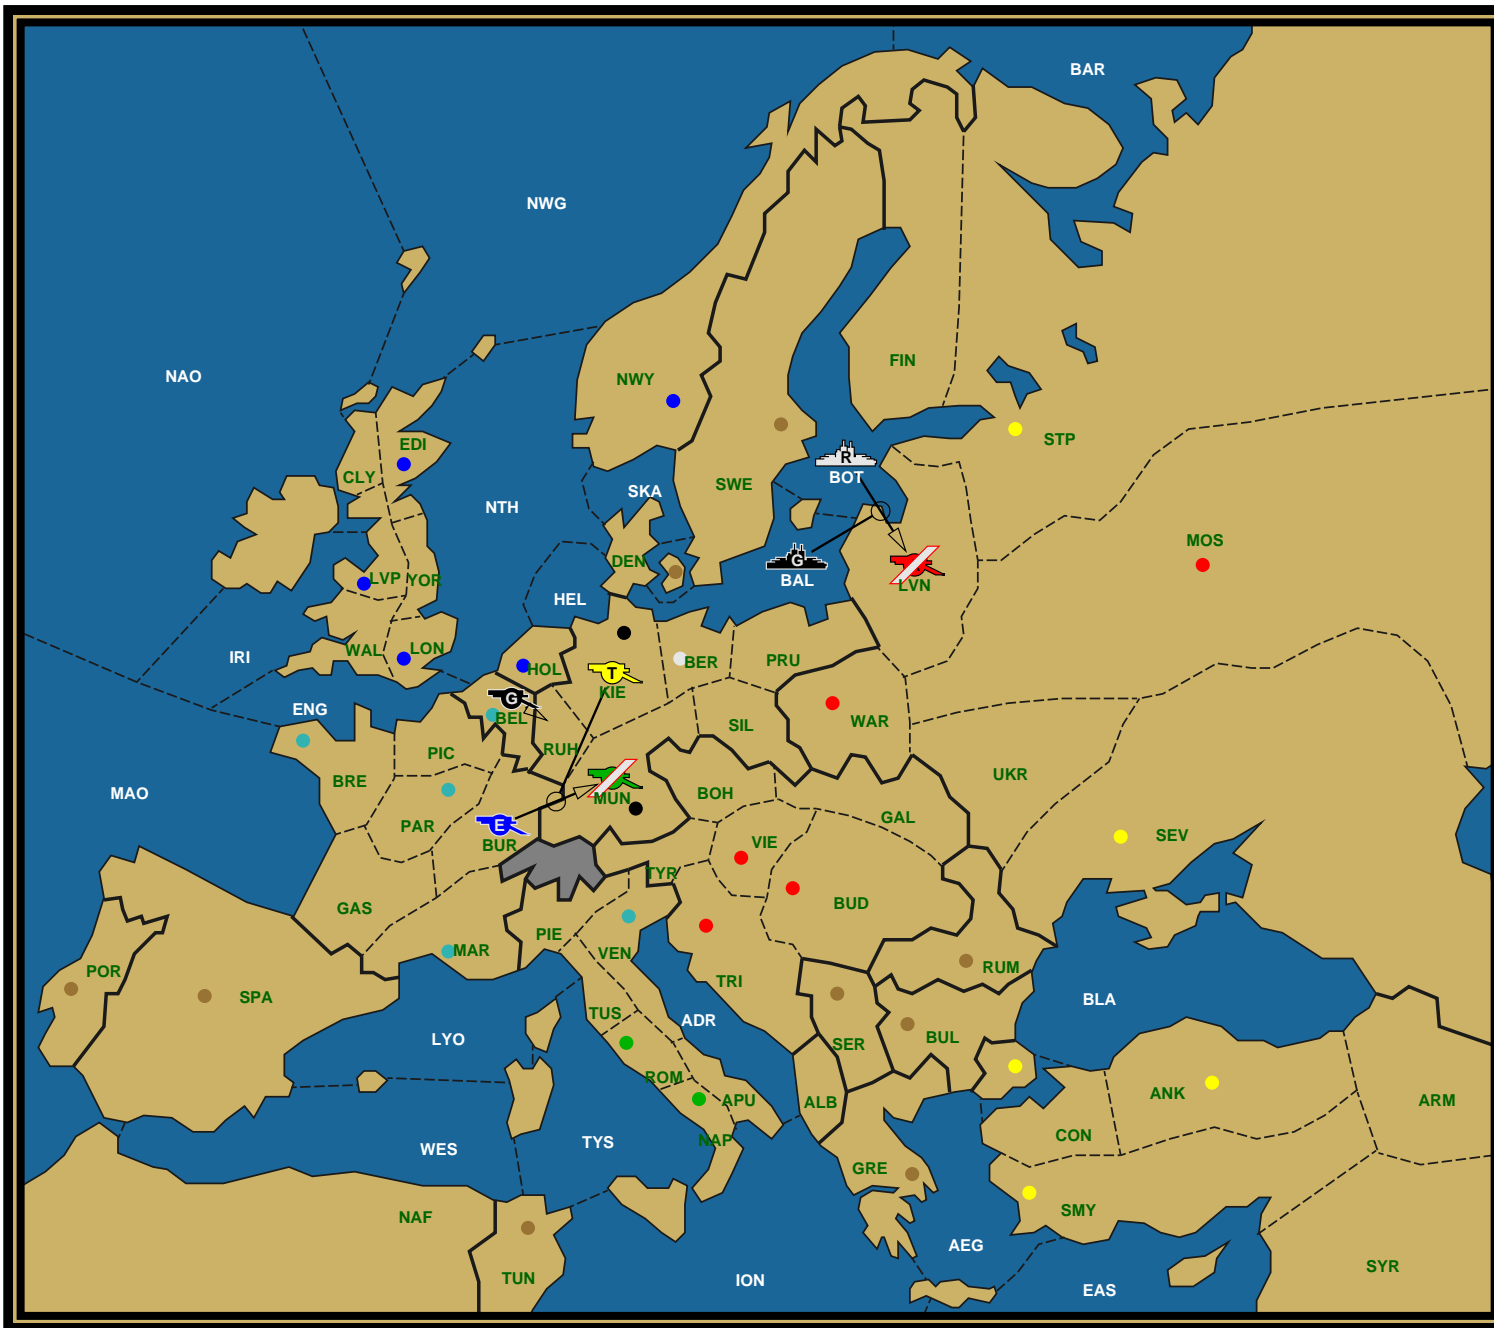 BAR
NWG
NAO
FIN
NWY
EDI
STP
CLY
R
BOT
SWE
SKA
NTH
MOS
DEN
G
BAL
LVN
LVP
YOR
HEL
WAL
LON
IRI
HOL
BER
PRU
T
KIE
G
BEL
ENG
WAR
SIL
RUH
PIC
UKR
BRE
MAO
BOH
MUN
GAL
PAR
E
BUR
SEV
VIE
TYR
BUD
GAS
PIE
VEN
MAR
RUM
POR
SPA
TRI
BLA
TUS
ADR
LYO
SER
BUL
ROM
ANK
APU
ALB
ARM
CON
NAP
TYS
WES
GRE
SMY
NAF
AEG
SYR
TUN
ION
EAS